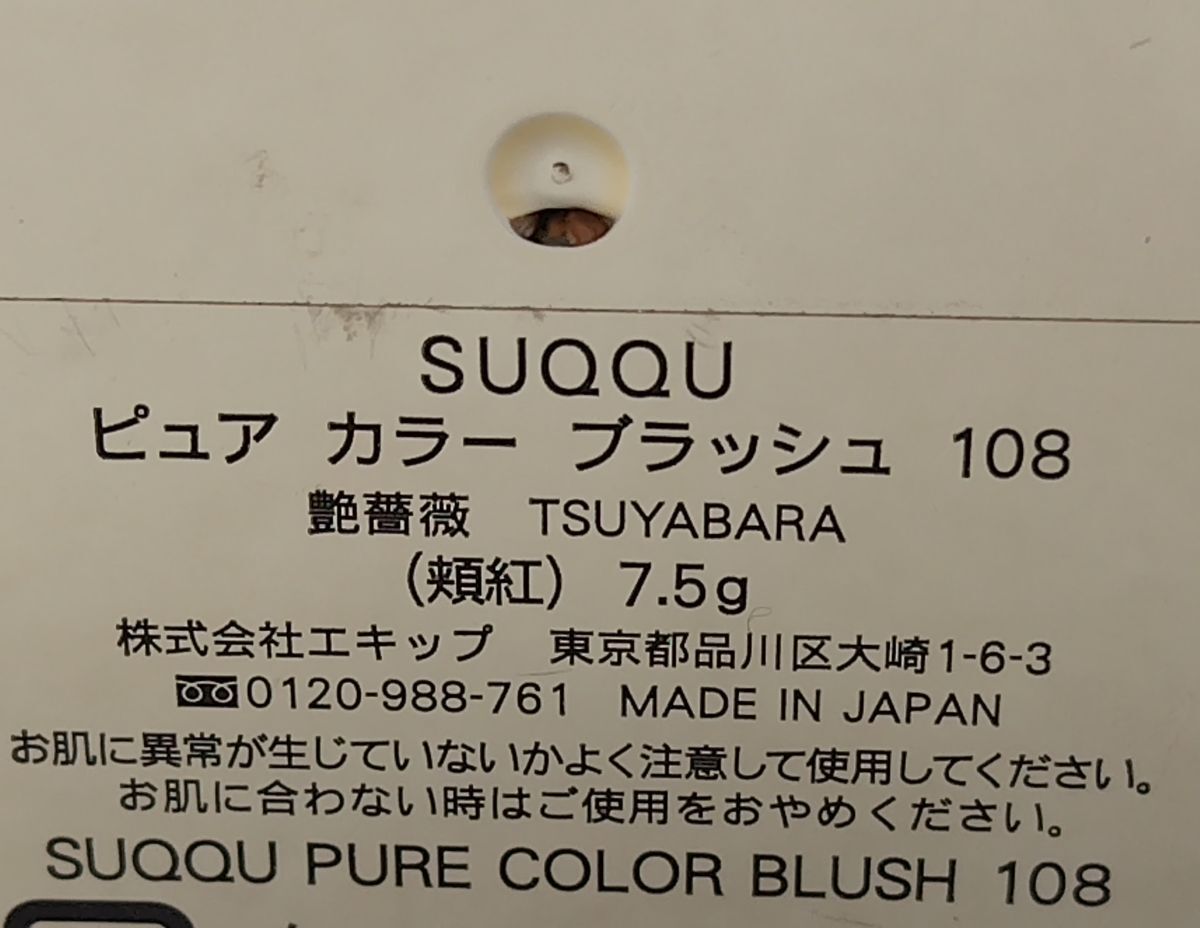 SUQQU
ピュア カラー ブラッシュ 108
艶薔薇 TSUYABARA
(頬紅) 7.5g
株式会社エキップ 東京都品川区大崎1-6-3
0120-988-761 MADE IN JAPAN
お肌に異常が生じていないかよく注意して使用してください。
お肌に合わない時はご使用をおやめください。
SUQQU PURE COLOR BLUSH 108